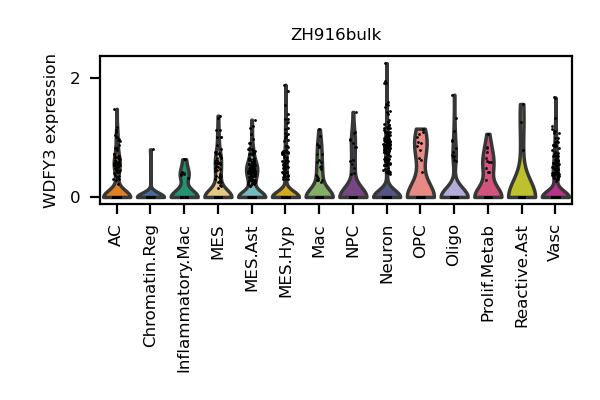 ZH916bulk
WDFY3 expression
2
0
AC
Chromatin.Reg
Inflammatory.Mac
MES
MES.Ast
MES.Hyp
Mac
NPC
Neuron
OPC
Oligo
Prolif.Metab
Reactive.Ast
Vasc